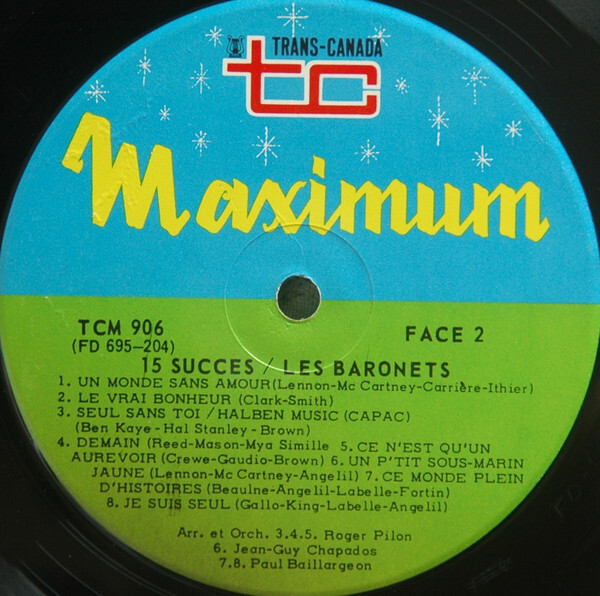 TRANS-CANADA
tc
Maximum
TCM 906
(FD 695-204)
FACE 2
15 SUCCES / LES BARONETS
1. UN MONDE SANS AMOUR (Lennon-Mc Cartney-Carrière-Ithier)
2. LE VRAI BONHEUR (Clark-Smith)
3. SEUL SANS TOI / HALBEN MUSIC (CAPAC)
(Ben Kaye - Hal Stanley - Brown)
4. DEMAIN (Reed-Mason-Mya Simille 5. CE N'EST QU'UN
AUREVOIR (Crewe-Gaudio-Brown) 6. UN P'TIT SOUS-MARIN
JAUNE (Lennon-Mc Cartney-Angelil) 7. CE MONDE PLEIN
D'HISTOIRES (Beaulne-Angelil-Labelle-Fortin)
8. JE SUIS SEUL (Gallo-King-Labelle-Angelil)
Arr. et Orch. 3.4.5. Roger Pilon
6. Jean-Guy Chapados
7.8. Paul Baillargeon